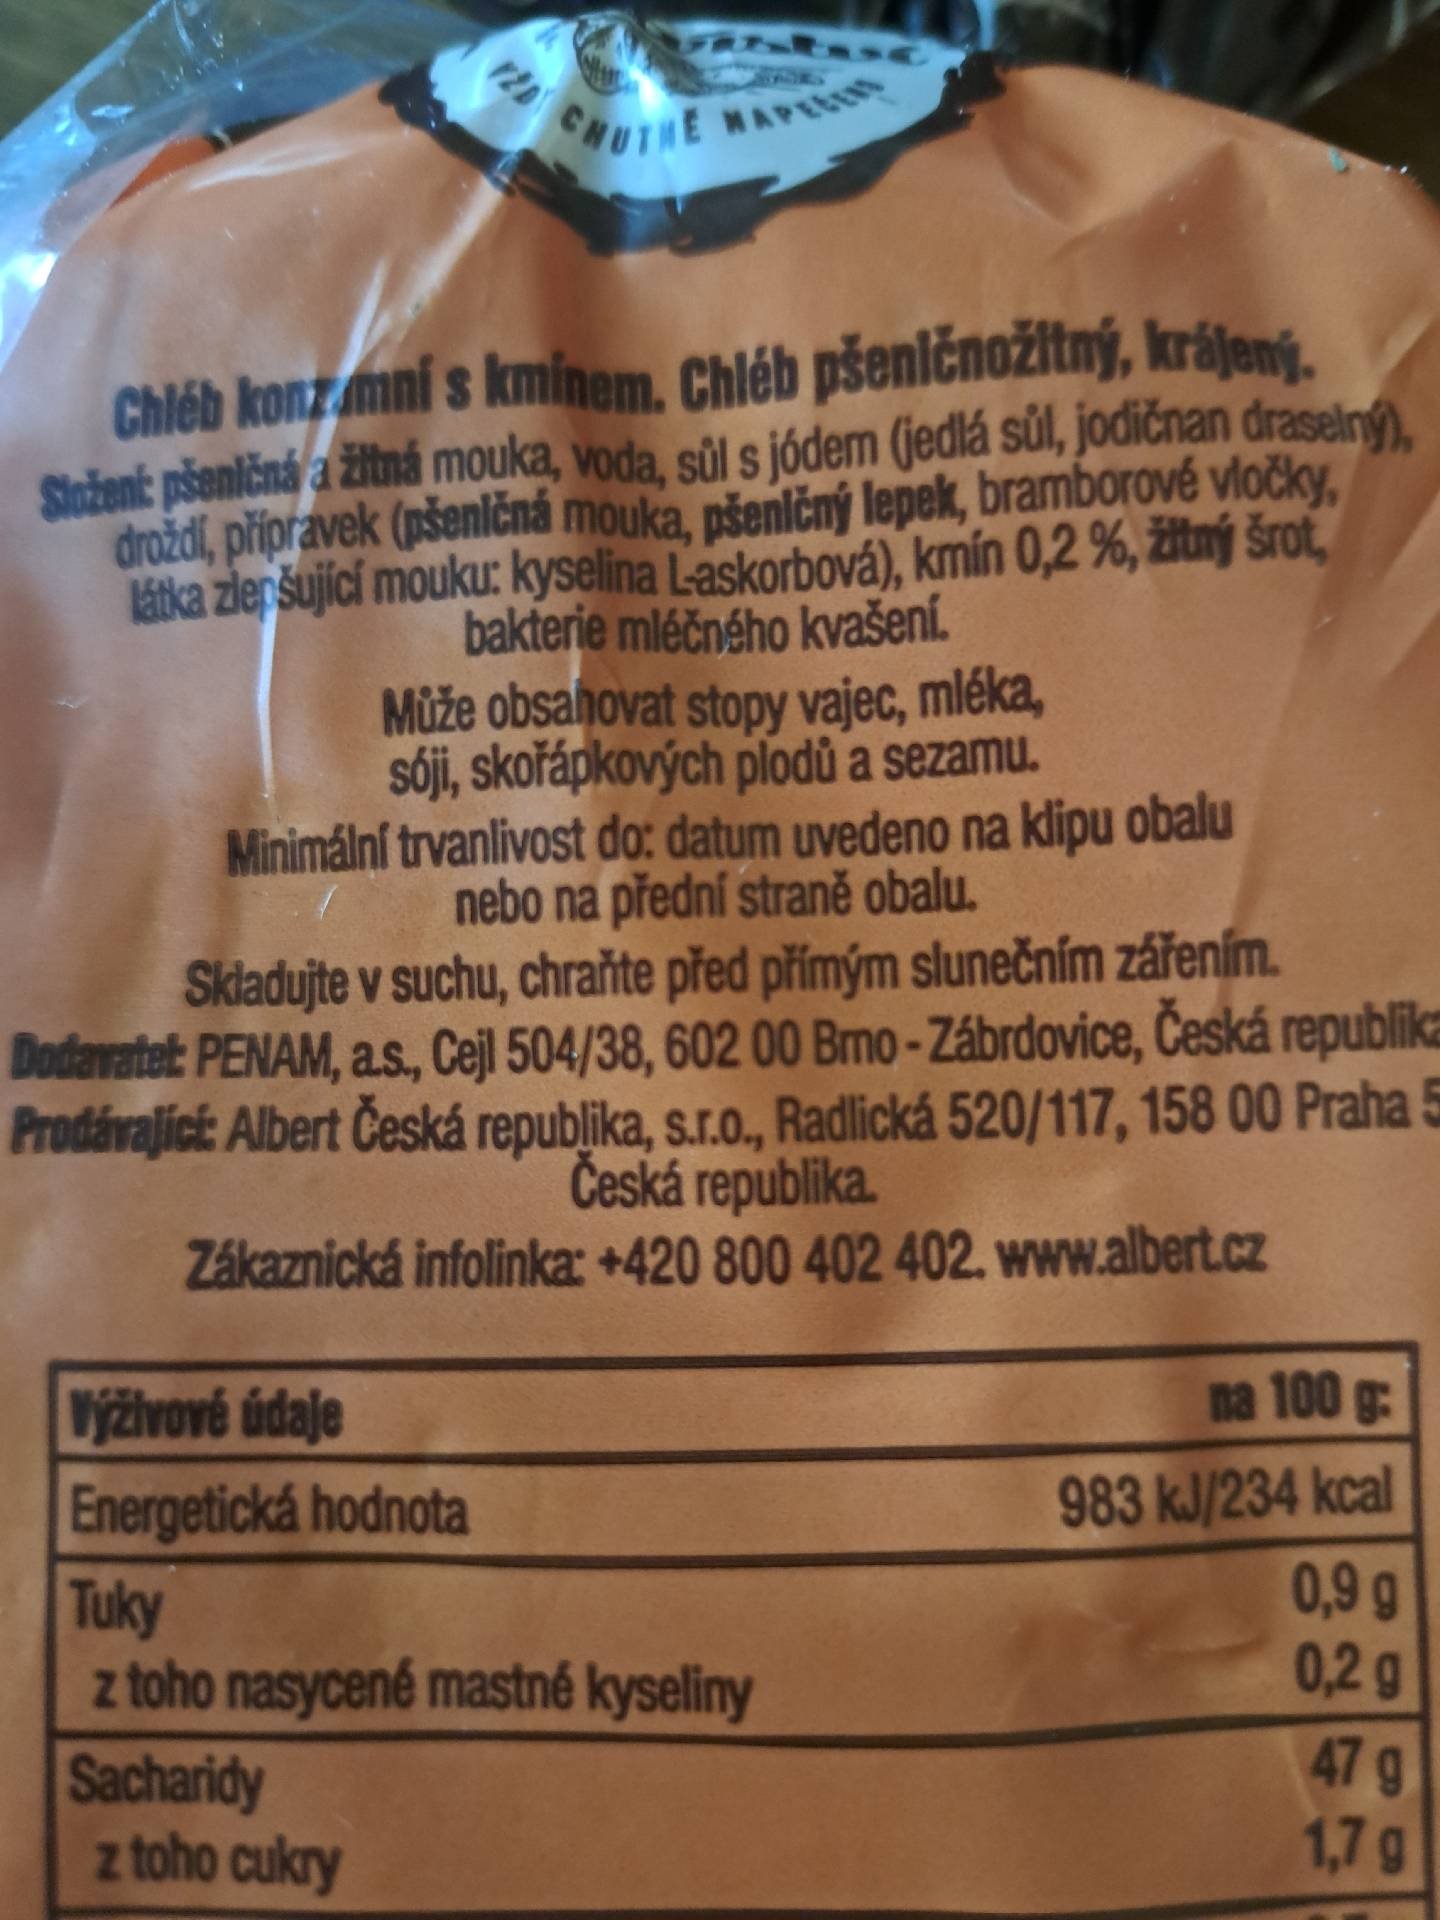 VŽDY CHUTNĚ NAPEČENO
Chléb konzumní s kmínem. Chléb pšeničnožitný, krájený.
Složení: pšeničná a žitná mouka, voda, sůl s jódem (jedlá sůl, jodičnan draselný),
droždí, přípravek (pšeničná mouka, pšeničný lepek, bramborové vločky,
látka zlepšující mouku: kyselina L-askorbová), kmín 0,2 %, žitný šrot,
bakterie mléčného kvašení.
Může obsahovat stopy vajec, mléka,
sóji, skořápkových plodů a sezamu.
Minimální trvanlivost do: datum uvedeno na klipu obalu
nebo na přední straně obalu.
Skladujte v suchu, chraňte před přímým slunečním zářením.
Dodavatel: PENAM, a.s., Cejl 504/38, 602 00 Brno - Zábrdovice, Česká republika
Prodávající: Albert Česká republika, s.r.o., Radlická 520/117, 158 00 Praha 5
Česká republika.
Zákaznická infolinka: +420 800 402 402. www.albert.cz
Výživové údaje na 100 g:
Energetická hodnota 983 kJ/234 kcal
Tuky 0,9 g
z toho nasycené mastné kyseliny 0,2 g
Sacharidy 47 g
z toho cukry 1,7 g